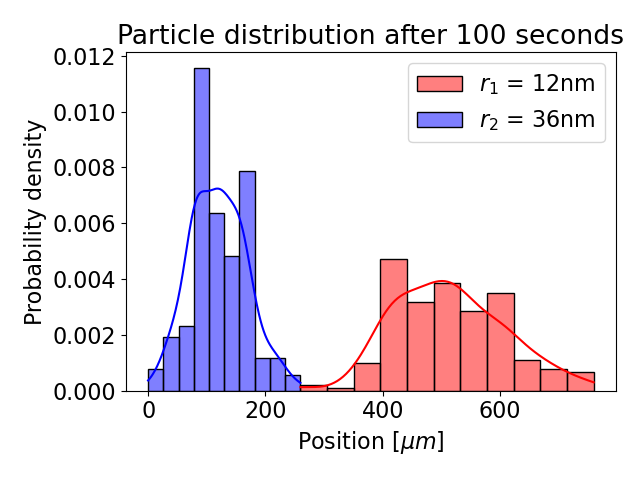 Particle distribution after 100 seconds
Probability density
0.012
0.010
0.008
0.006
0.004
0.002
0.000
r₁ = 12nm
r₂ = 36nm
0 200 400 600
Position [μm]